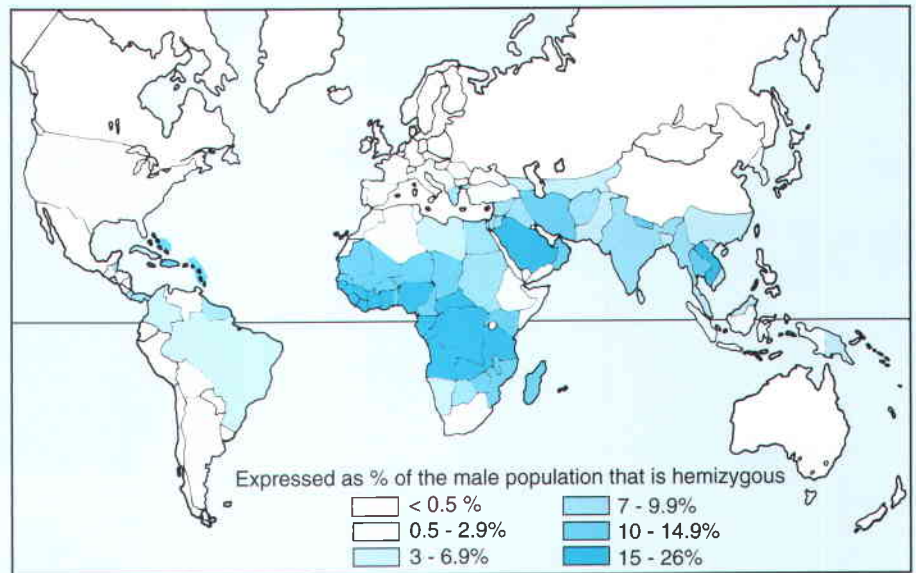 Expressed as % of the male population that is hemizygous
< 0.5 %
0.5 - 2.9%
3 - 6.9%
7 - 9.9%
10 - 14.9%
15 - 26%